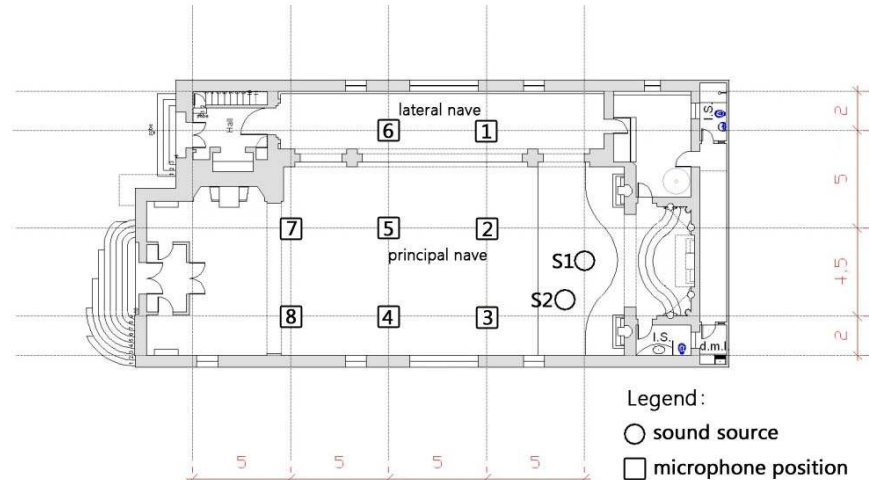 lateral nave
Hall
I.S.
6
1
2
5
7
5
2
principal nave
S1
4,5
S2
8
4
3
I.S.
d.m.l.
2
Legend:
sound source
5
5
5
5
microphone position